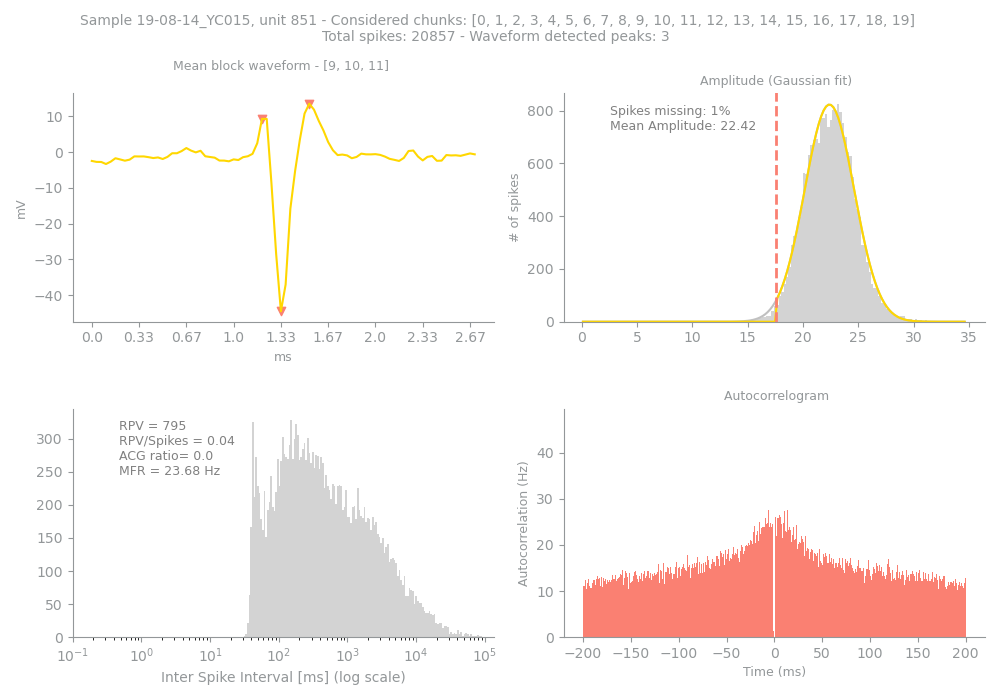 Sample 19-08-14_YC015, unit 851 - Considered chunks: [0, 1, 2, 3, 4, 5, 6, 7, 8, 9, 10, 11, 12, 13, 14, 15, 16, 17, 18, 19]
Total spikes: 20857 - Waveform detected peaks: 3
Mean block waveform - [9, 10, 11]
10
0
−10
−20
−30
−40
mV
0.0 0.33 0.67 1.0 1.33 1.67 2.0 2.33 2.67
ms
Amplitude (Gaussian fit)
Spikes missing: 1%
Mean Amplitude: 22.42
800
600
400
200
0
# of spikes
0 5 10 15 20 25 30 35
RPV = 795
RPV/Spikes = 0.04
ACG ratio= 0.0
MFR = 23.68 Hz
300
250
200
150
100
50
0
10⁻¹ 10⁰ 10¹ 10² 10³ 10⁴ 10⁵
Inter Spike Interval [ms] (log scale)
Autocorrelogram
40
30
20
10
0
Autocorrelation (Hz)
−200 −150 −100 −50 0 50 100 150 200
Time (ms)